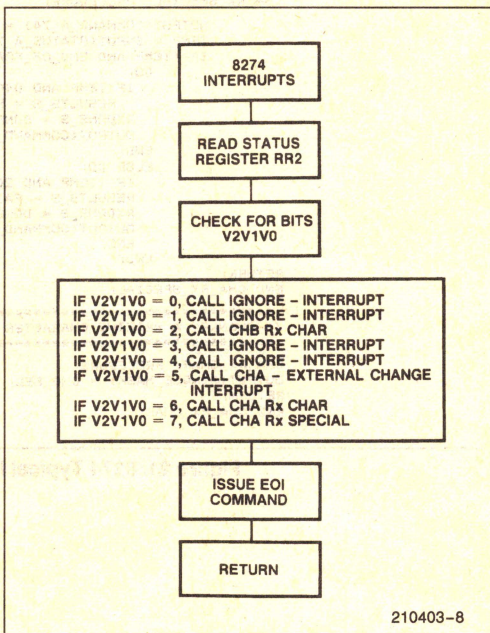 8274
INTERRUPTS
READ STATUS
REGISTER RR2
CHECK FOR BITS
V2V1V0
IF V2V1V0 = 0, CALL IGNORE – INTERRUPT
IF V2V1V0 = 1, CALL IGNORE – INTERRUPT
IF V2V1V0 = 2, CALL CHB Rx CHAR
IF V2V1V0 = 3, CALL IGNORE – INTERRUPT
IF V2V1V0 = 4, CALL IGNORE – INTERRUPT
IF V2V1V0 = 5, CALL CHA – EXTERNAL CHANGE
INTERRUPT
IF V2V1V0 = 6, CALL CHA Rx CHAR
IF V2V1V0 = 7, CALL CHA Rx SPECIAL
ISSUE EOI
COMMAND
RETURN
210403–8